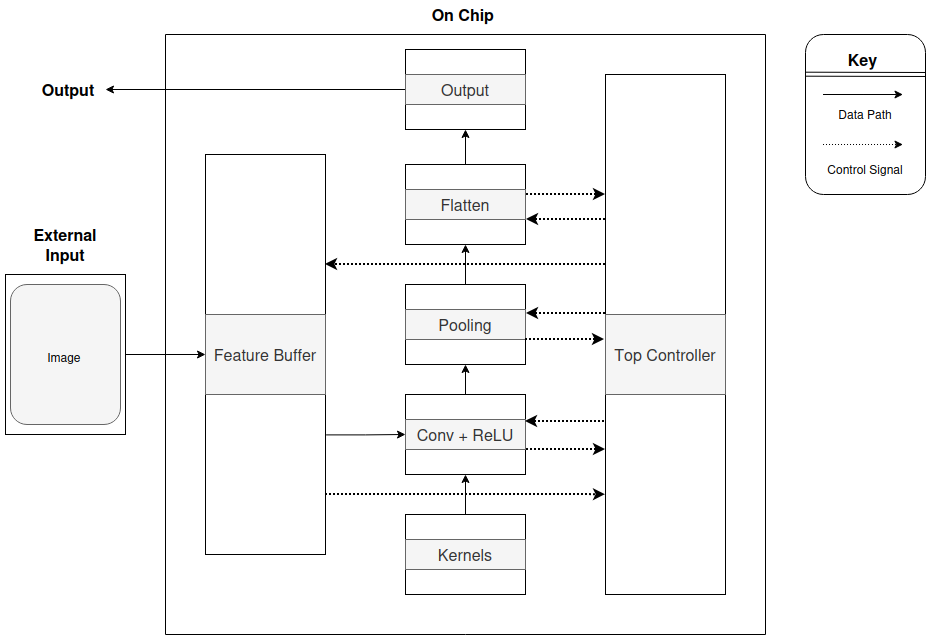 On Chip
Output
Output
Key
Data Path
Control Signal
Flatten
External
Input
Image
Feature Buffer
Pooling
Top Controller
Conv + ReLU
Kernels